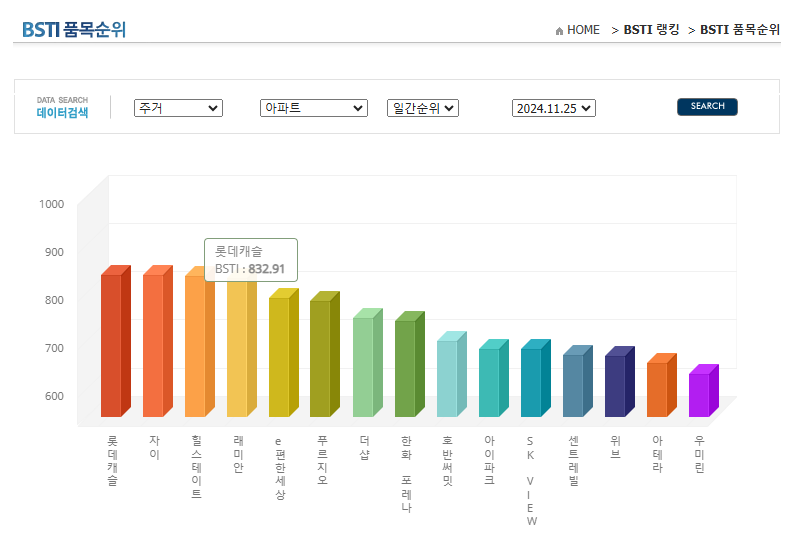 BSTI 품목순위
HOME > BSTI 랭킹 > BSTI 품목순위
DATA SEARCH
데이터검색
주거
아파트
일간순위
2024.11.25
SEARCH
1000
900
800
700
600
롯데캐슬
BSTI : 832.91
롯데캐슬
자이
힐스테이트
래미안
e편한세상
푸르지오
더샵
한화 포레나
호반써밋
아이파크
SK VIEW
센트레빌
위브
아테라
우미린